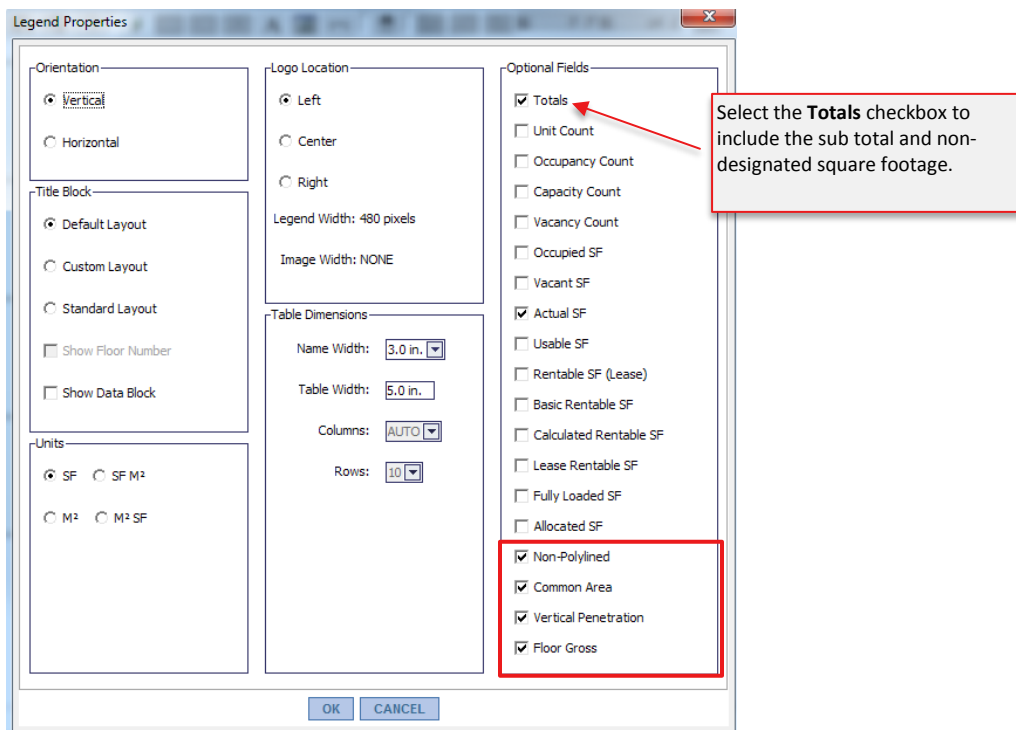 Legend Properties
Orientation
Vertical
Horizontal
Title Block
Default Layout
Custom Layout
Standard Layout
Show Floor Number
Show Data Block
Units
SF SF M²
M² M² SF
Logo Location
Left
Center
Right
Legend Width: 480 pixels
Image Width: NONE
Table Dimensions
Name Width: 3.0 in.
Table Width: 5.0 in.
Columns: AUTO
Rows: 10
Optional Fields
Totals
Unit Count
Occupancy Count
Capacity Count
Vacancy Count
Occupied SF
Vacant SF
Actual SF
Usable SF
Rentable SF (Lease)
Basic Rentable SF
Calculated Rentable SF
Lease Rentable SF
Fully Loaded SF
Allocated SF
Non-Polylined
Common Area
Vertical Penetration
Floor Gross
Select the Totals checkbox to
include the sub total and non-
designated square footage.
OK CANCEL